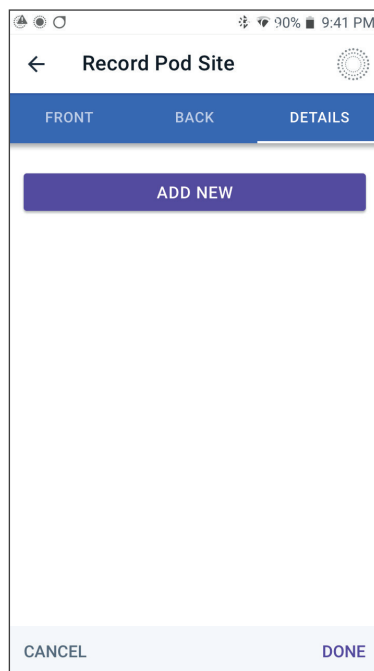 90% 9:41 PM
Record Pod Site
FRONT BACK DETAILS
ADD NEW
CANCEL DONE